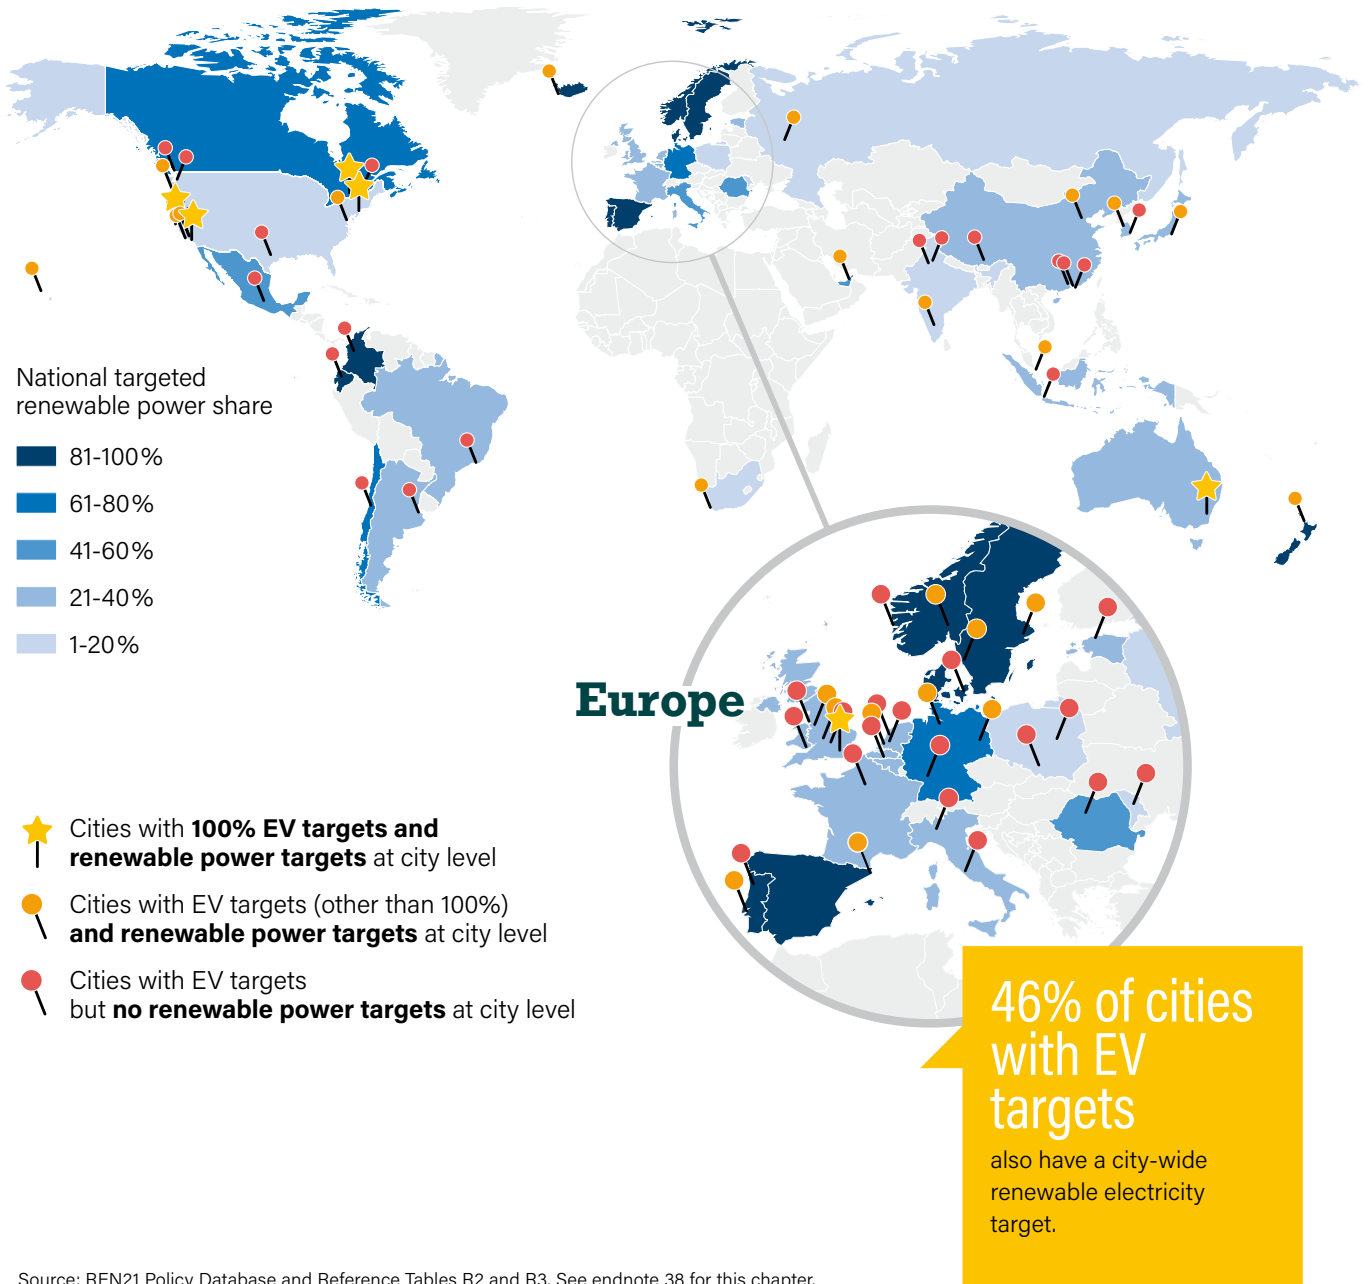 National targeted
renewable power share
81-100%
61-80%
41-60%
21-40%
1-20%
Europe
Cities with 100% EV targets and
renewable power targets at city level
Cities with EV targets (other than 100%)
and renewable power targets at city level
Cities with EV targets
but no renewable power targets at city level
46% of cities
with EV
targets
also have a city-wide
renewable electricity
target.
Source: REN21 Policy Database and Reference Tables R2 and R3. See endnote 38 for this chapter.